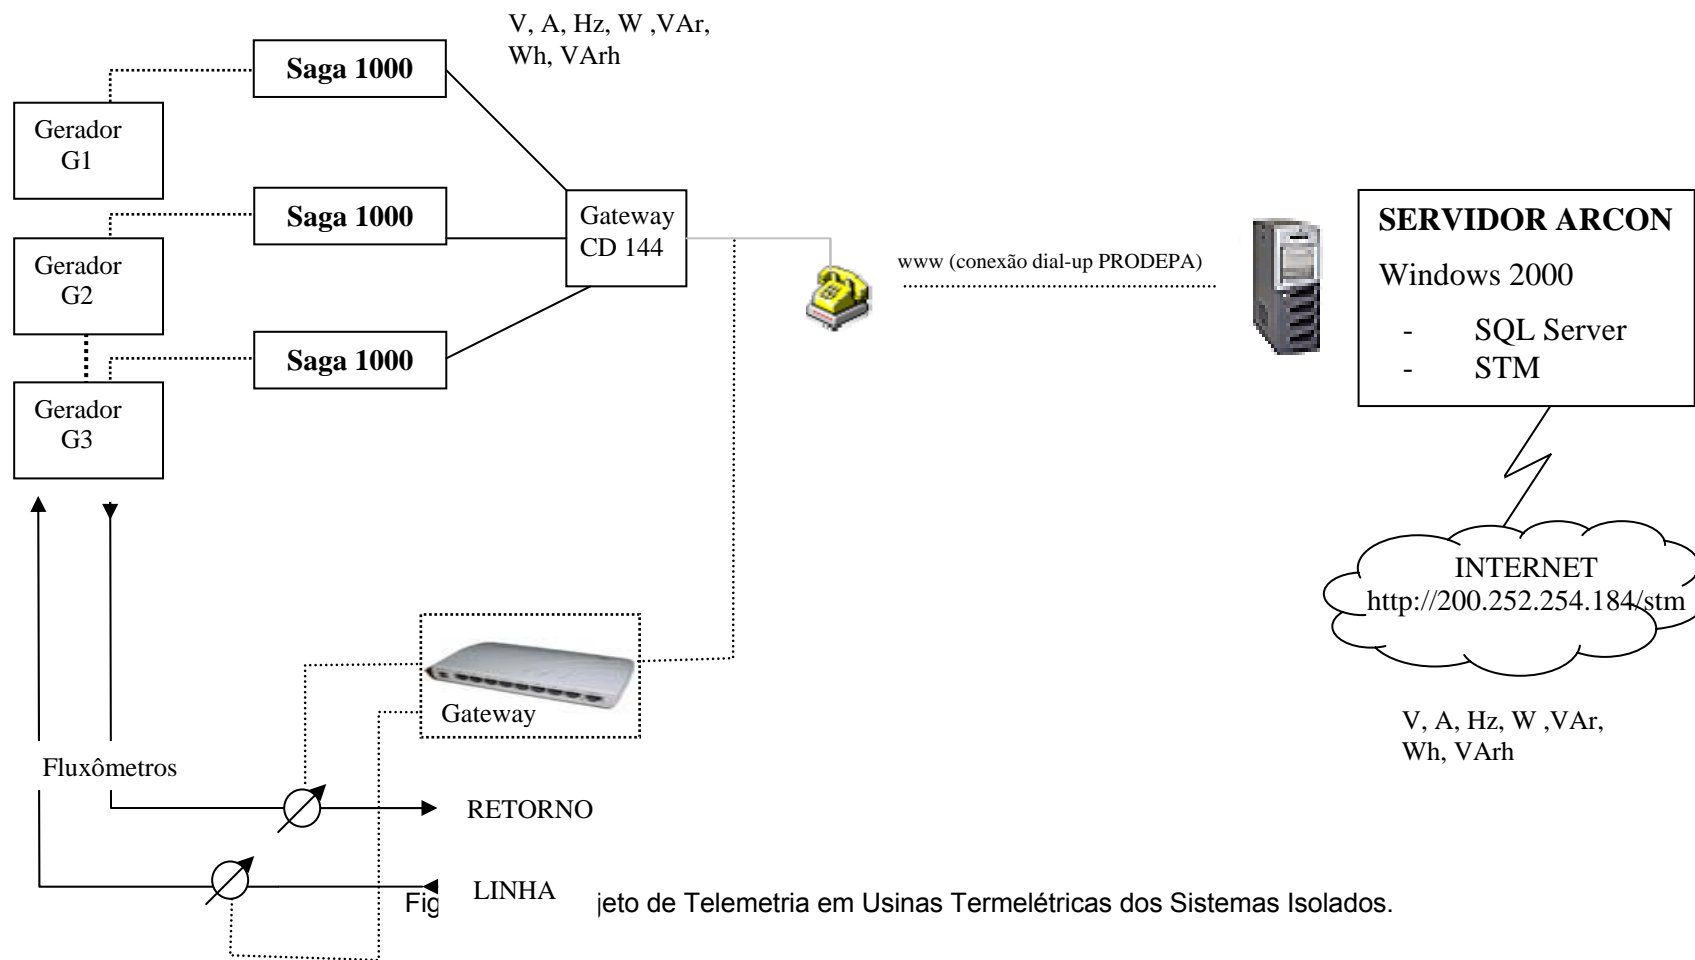 V, A, Hz, W ,VAr,
Wh, VArh
Saga 1000
Gerador
G1
Saga 1000
Gateway
CD 144
Gerador
G2
www (conexão dial-up PRODEPA)
SERVIDOR ARCON
Windows 2000
- SQL Server
- STM
Saga 1000
Gerador
G3
INTERNET
http://200.252.254.184/stm
V, A, Hz, W ,VAr,
Wh, VArh
Gateway
Fluxômetros
RETORNO
LINHA
Fig jeto de Telemetria em Usinas Termelétricas dos Sistemas Isolados.